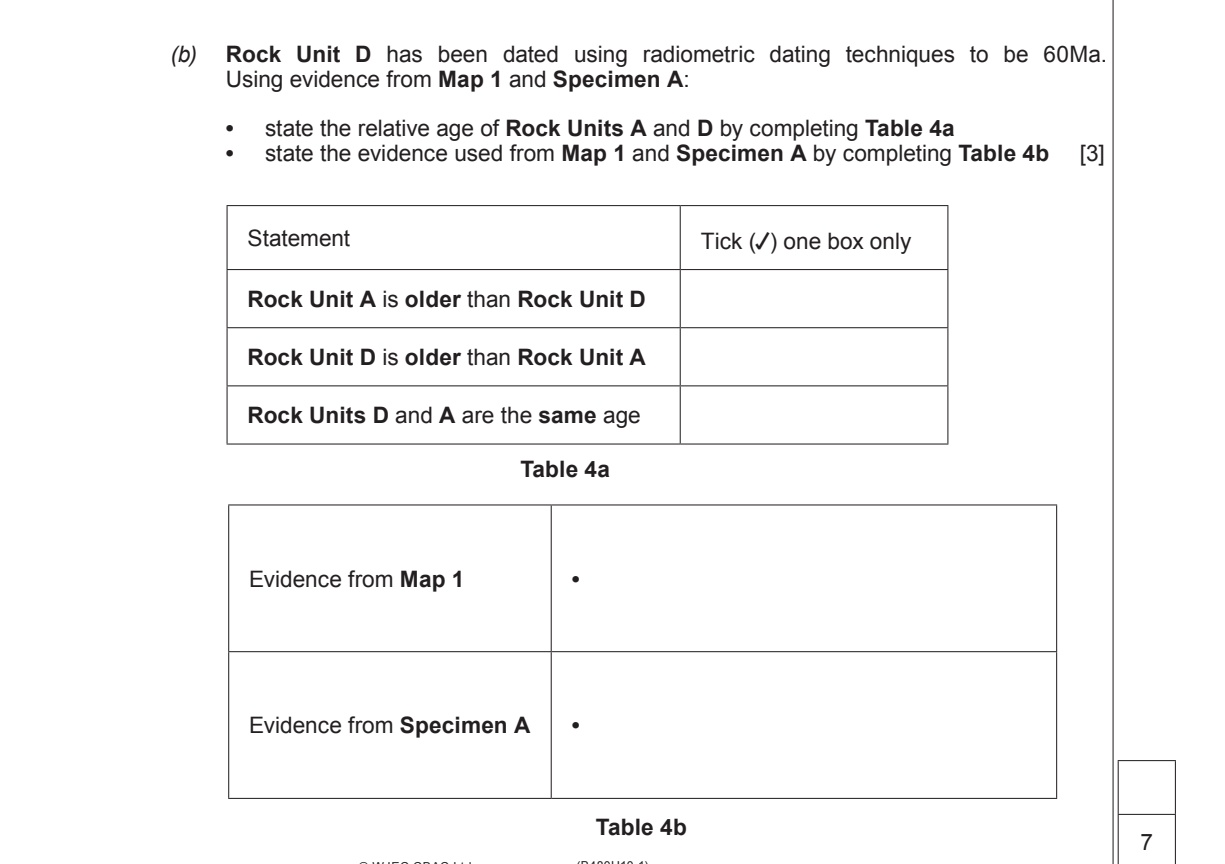 (b) Rock Unit D has been dated using radiometric dating techniques to be 60Ma.
Using evidence from Map 1 and Specimen A:
• state the relative age of Rock Units A and D by completing Table 4a
• state the evidence used from Map 1 and Specimen A by completing Table 4b [3]
Statement Tick (✓) one box only
Rock Unit A is older than Rock Unit D
Rock Unit D is older than Rock Unit A
Rock Units D and A are the same age
Table 4a
Evidence from Map 1 •
Evidence from Specimen A •
Table 4b
7